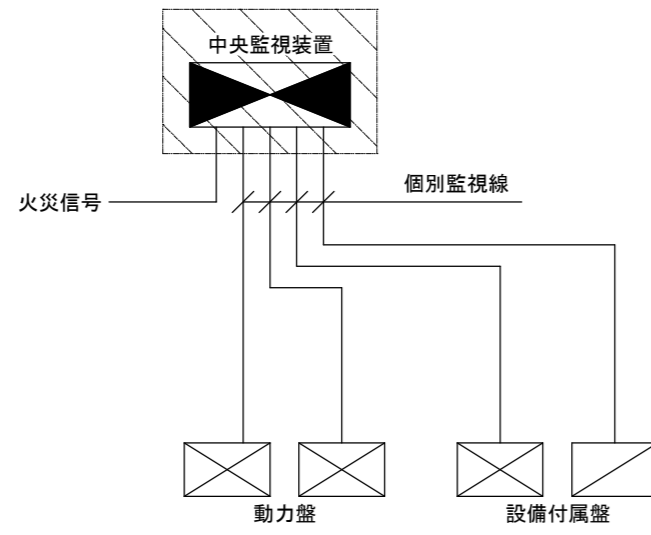 中央監視装置
火災信号
個別監視線
動力盤
設備付属盤